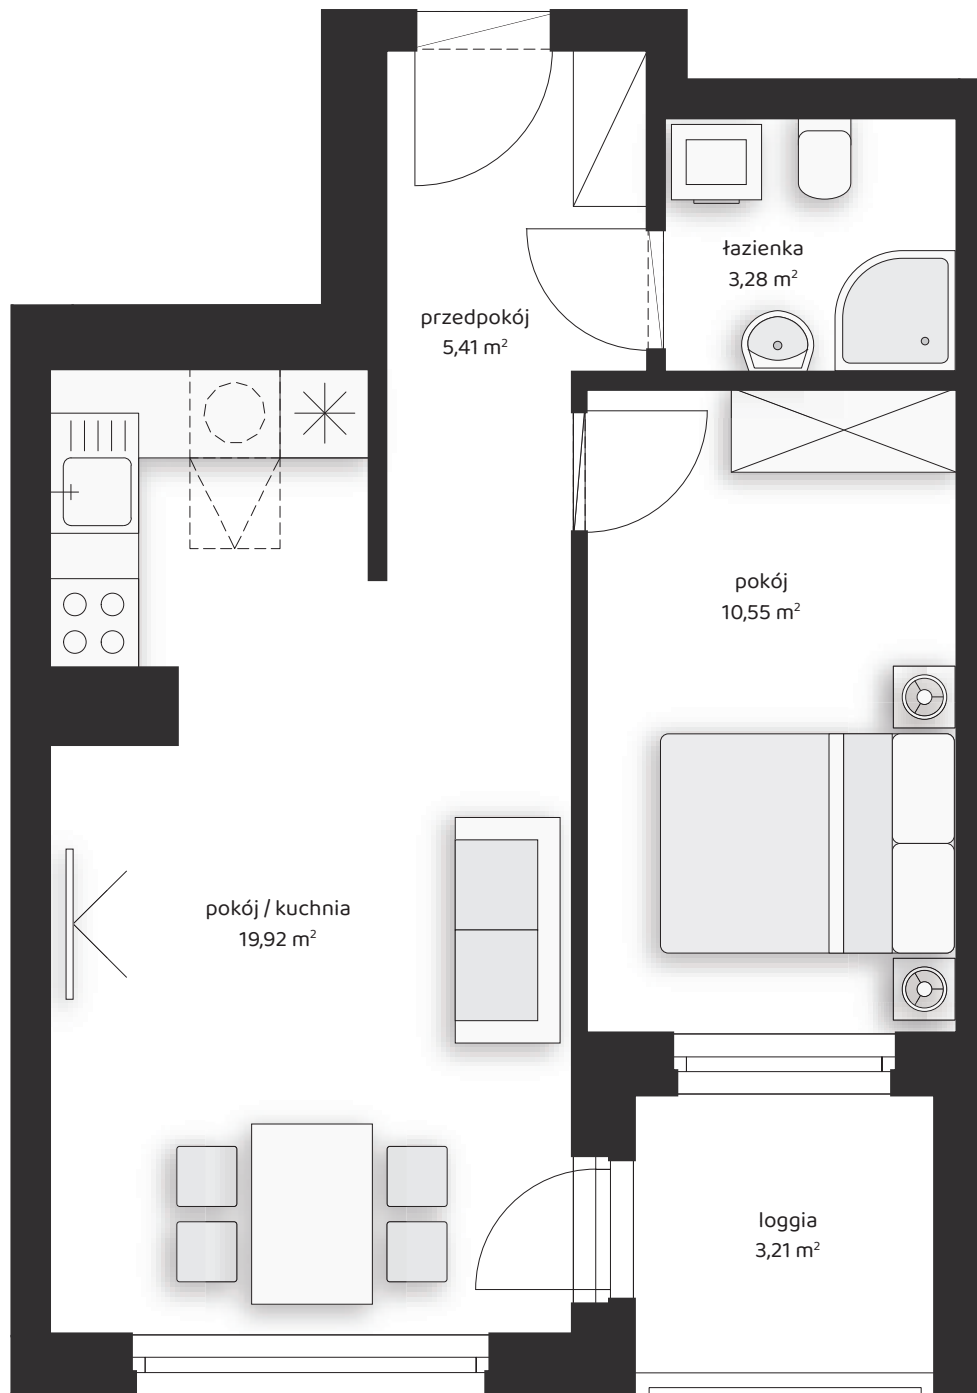 łazienka
3,28 m²
przedpokój
5,41 m²
pokój
10,55 m²
pokój / kuchnia
19,92 m²
loggia
3,21 m²